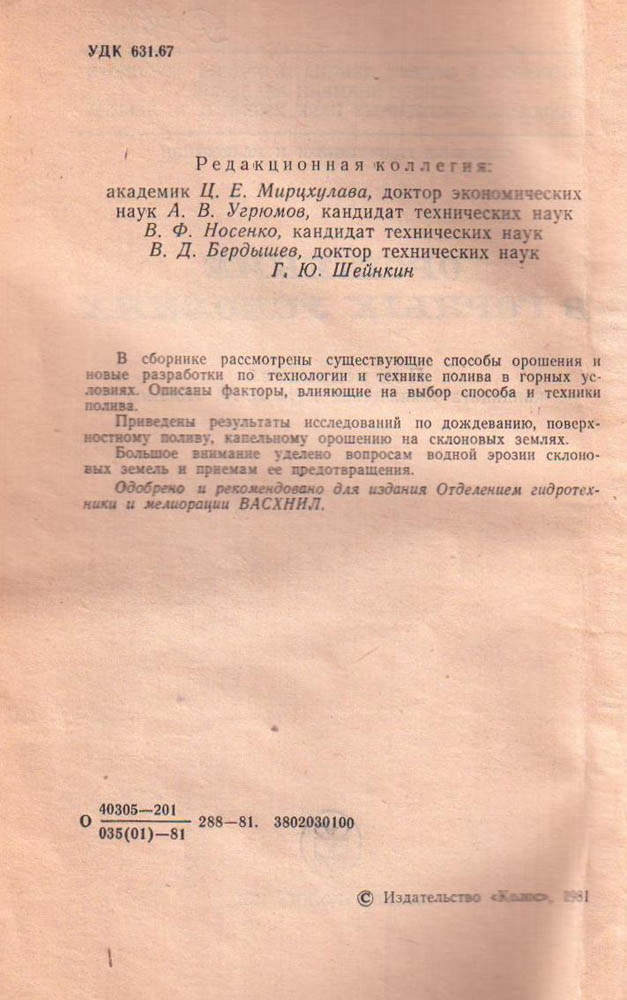 УДК 631.67
Редакционная коллегия:
академик Ц. Е. Мирцхулава, доктор экономических
наук А. В. Угрюмов, кандидат технических наук
В. Ф. Носенко, кандидат технических наук
В. Д. Бердышев, доктор технических наук
Г. Ю. Шейнкин
В сборнике рассмотрены существующие способы орошения и
новые разработки по технологии и технике полива в горных ус-
ловиях. Описаны факторы, влияющие на выбор способа и техники
полива.
Приведены результаты исследований по дождеванию, поверх-
ностному поливу, капельному орошению на склоновых землях.
Большое внимание уделено вопросам водной эрозии склоно-
вых земель и приемам ее предотвращения.
Одобрено и рекомендовано для издания Отделением гидротех-
ники и мелиорации ВАСХНИЛ.
О 40305—201
035(01)—81 288—81. 3802030100
© Издательство «Колос», 1981